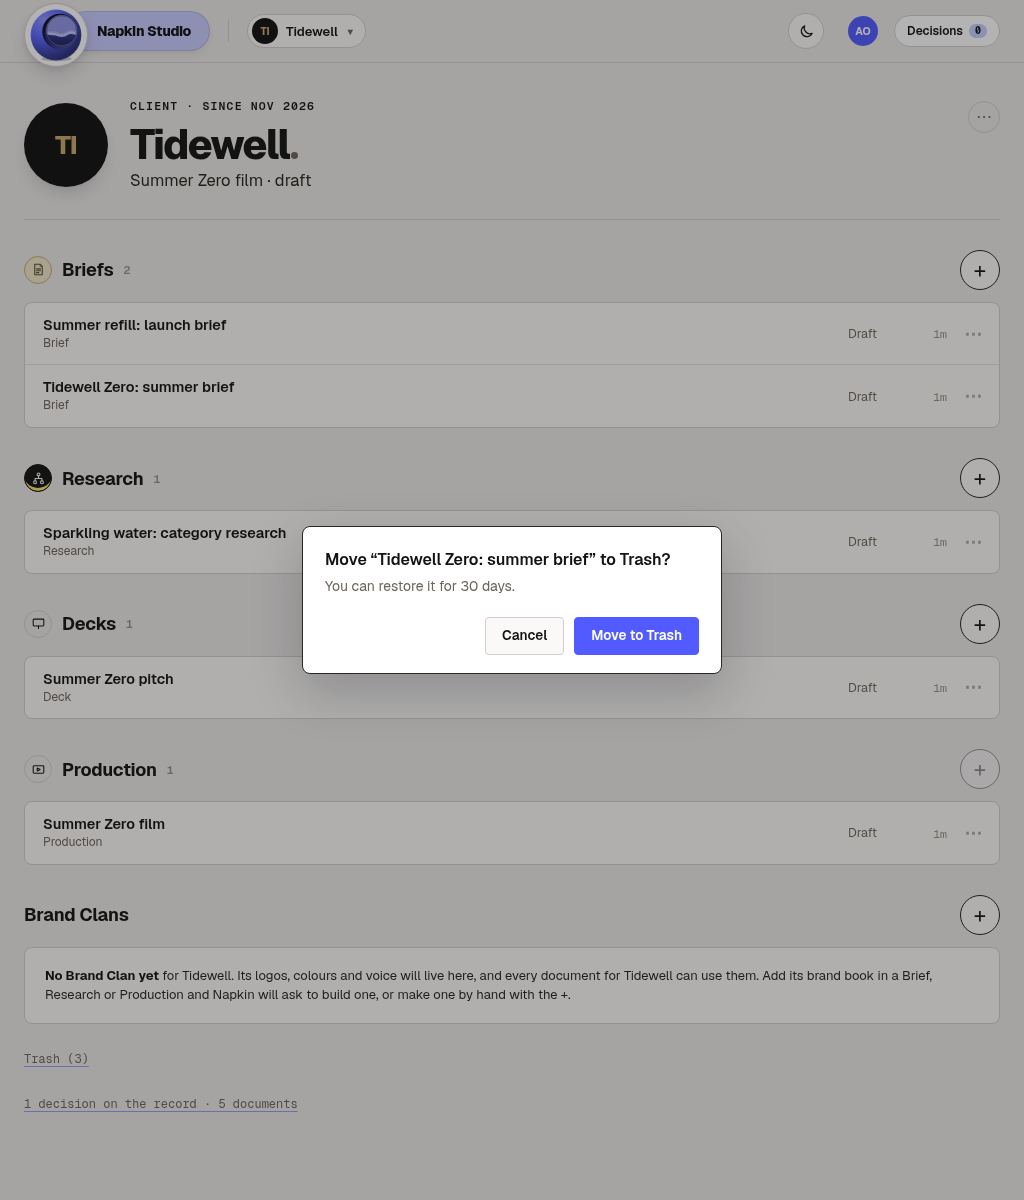 Napkin Studio
TI
Tidewell ▾
AO
Decisions 0
CLIENT · SINCE NOV 2026
TI
Tidewell.
Summer Zero film · draft
Briefs 2
Summer refill: launch brief
Brief
Draft
1m
Tidewell Zero: summer brief
Brief
Draft
1m
Research 1
Sparkling water: category research
Research
Draft
1m
Move “Tidewell Zero: summer brief” to Trash?
You can restore it for 30 days.
Cancel
Move to Trash
Decks 1
Summer Zero pitch
Deck
Draft
1m
Production 1
Summer Zero film
Production
Draft
1m
Brand Clans
No Brand Clan yet for Tidewell. Its logos, colours and voice will live here, and every document for Tidewell can use them. Add its brand book in a Brief,
Research or Production and Napkin will ask to build one, or make one by hand with the +.
Trash (3)
1 decision on the record · 5 documents